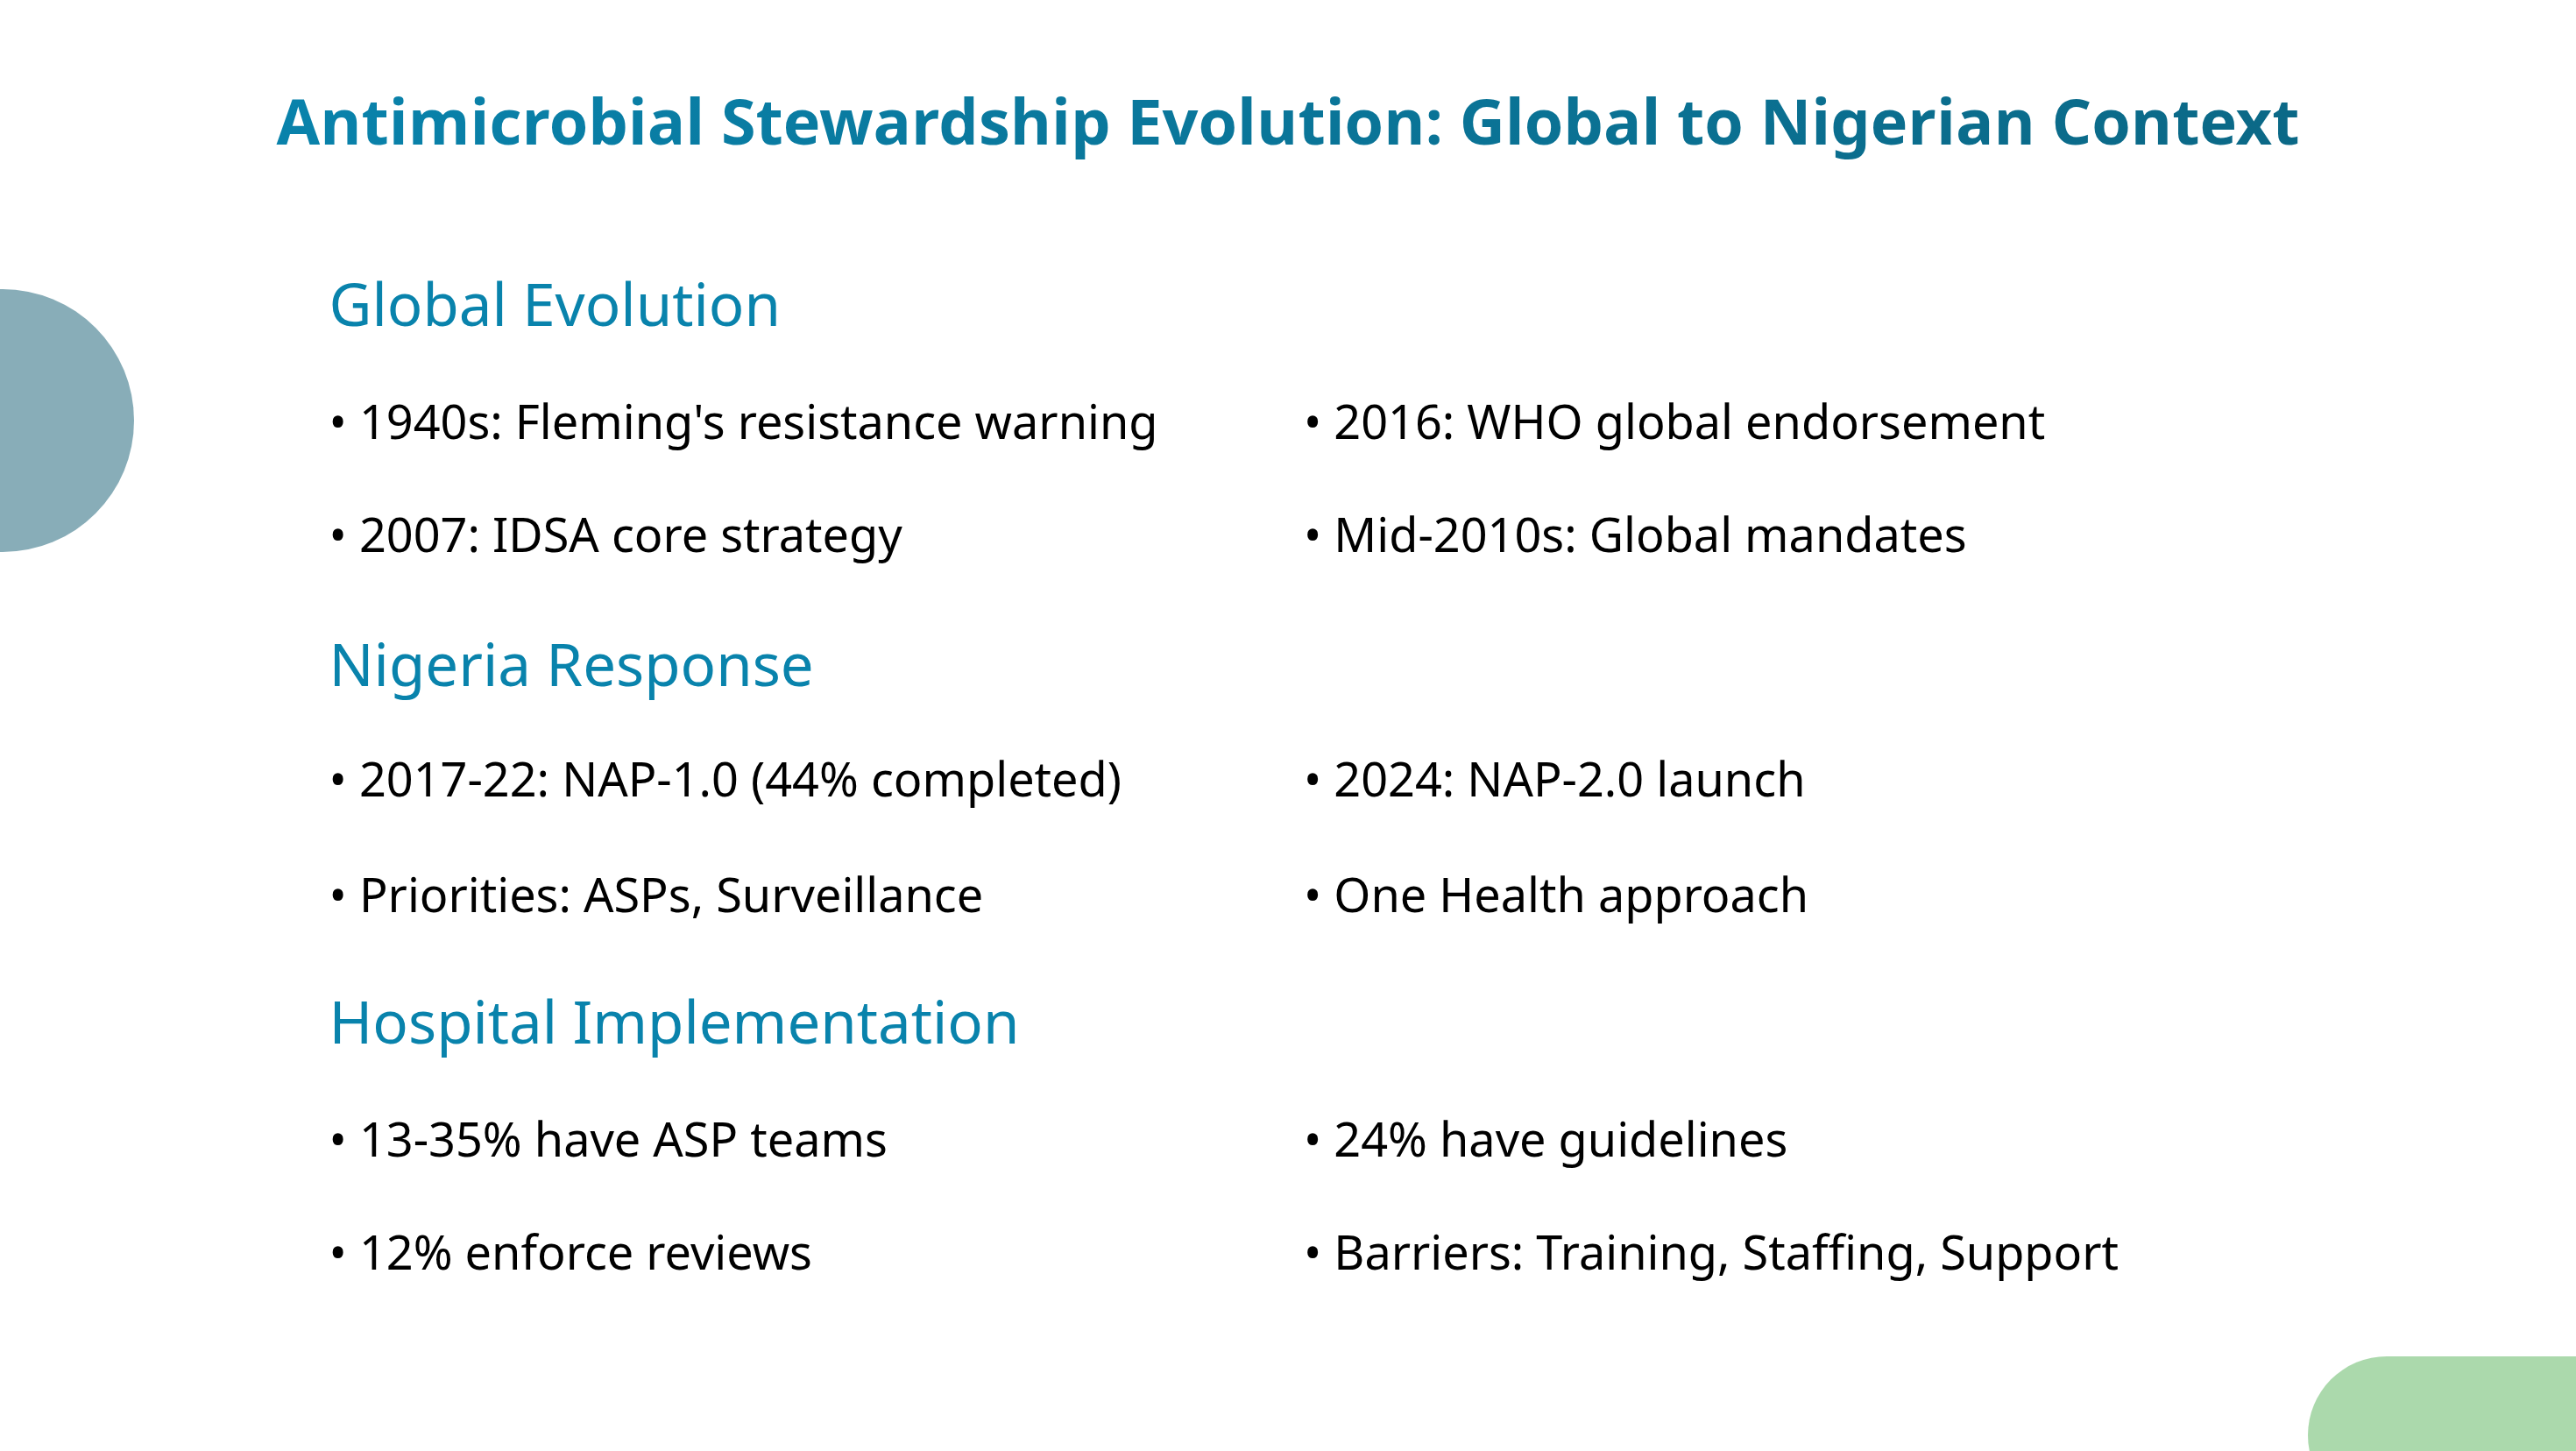 Antimicrobial Stewardship Evolution: Global to Nigerian Context
Global Evolution
• 1940s: Fleming's resistance warning
• 2016: WHO global endorsement
• 2007: IDSA core strategy
• Mid-2010s: Global mandates
Nigeria Response
• 2017-22: NAP-1.0 (44% completed)
• 2024: NAP-2.0 launch
• Priorities: ASPs, Surveillance
• One Health approach
Hospital Implementation
• 13-35% have ASP teams
• 24% have guidelines
• 12% enforce reviews
• Barriers: Training, Staffing, Support